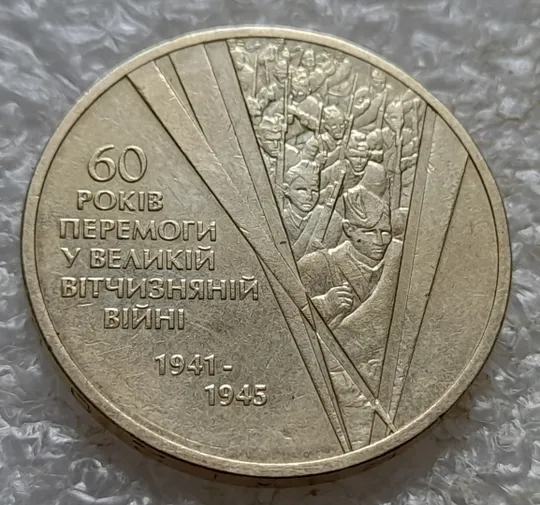 60
РОКІВ
ПЕРЕМОГИ
У ВЕЛИКІЙ
ВІТЧИЗНЯНІЙ
ВІЙНІ
1941-
1945